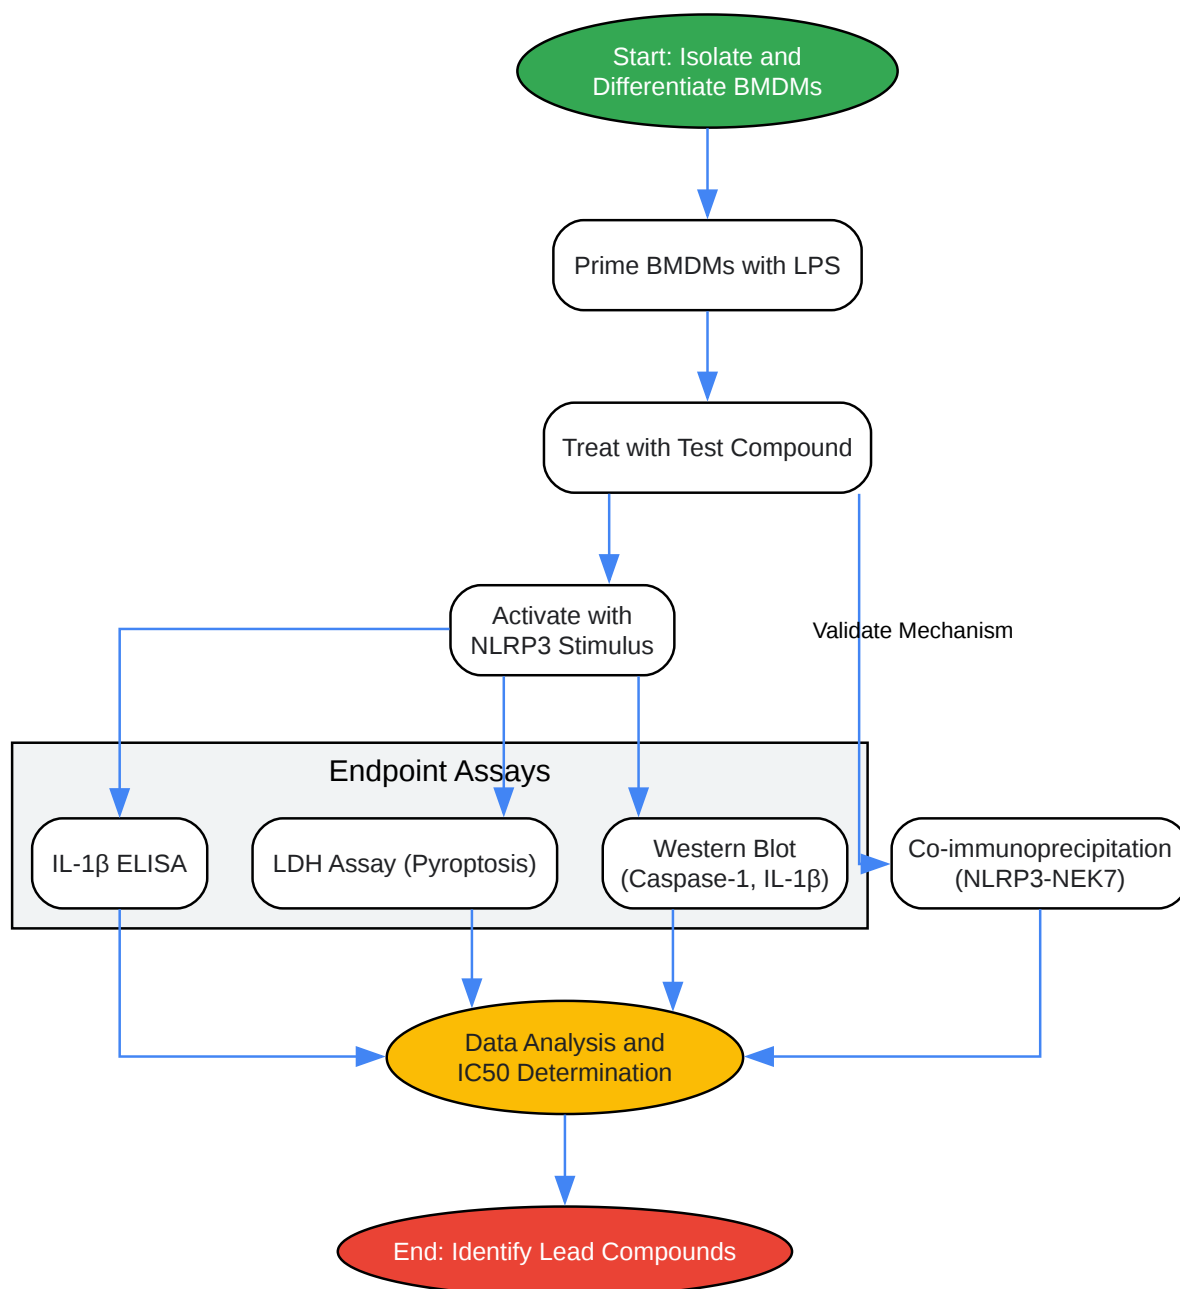 Start: Isolate and
Differentiate BMDMs
Prime BMDMs with LPS
Treat with Test Compound
Activate with
NLRP3 Stimulus
Validate Mechanism
Endpoint Assays
IL-1β ELISA
LDH Assay (Pyroptosis)
Western Blot
(Caspase-1, IL-1β)
Co-immunoprecipitation
(NLRP3-NEK7)
Data Analysis and
IC50 Determination
End: Identify Lead Compounds